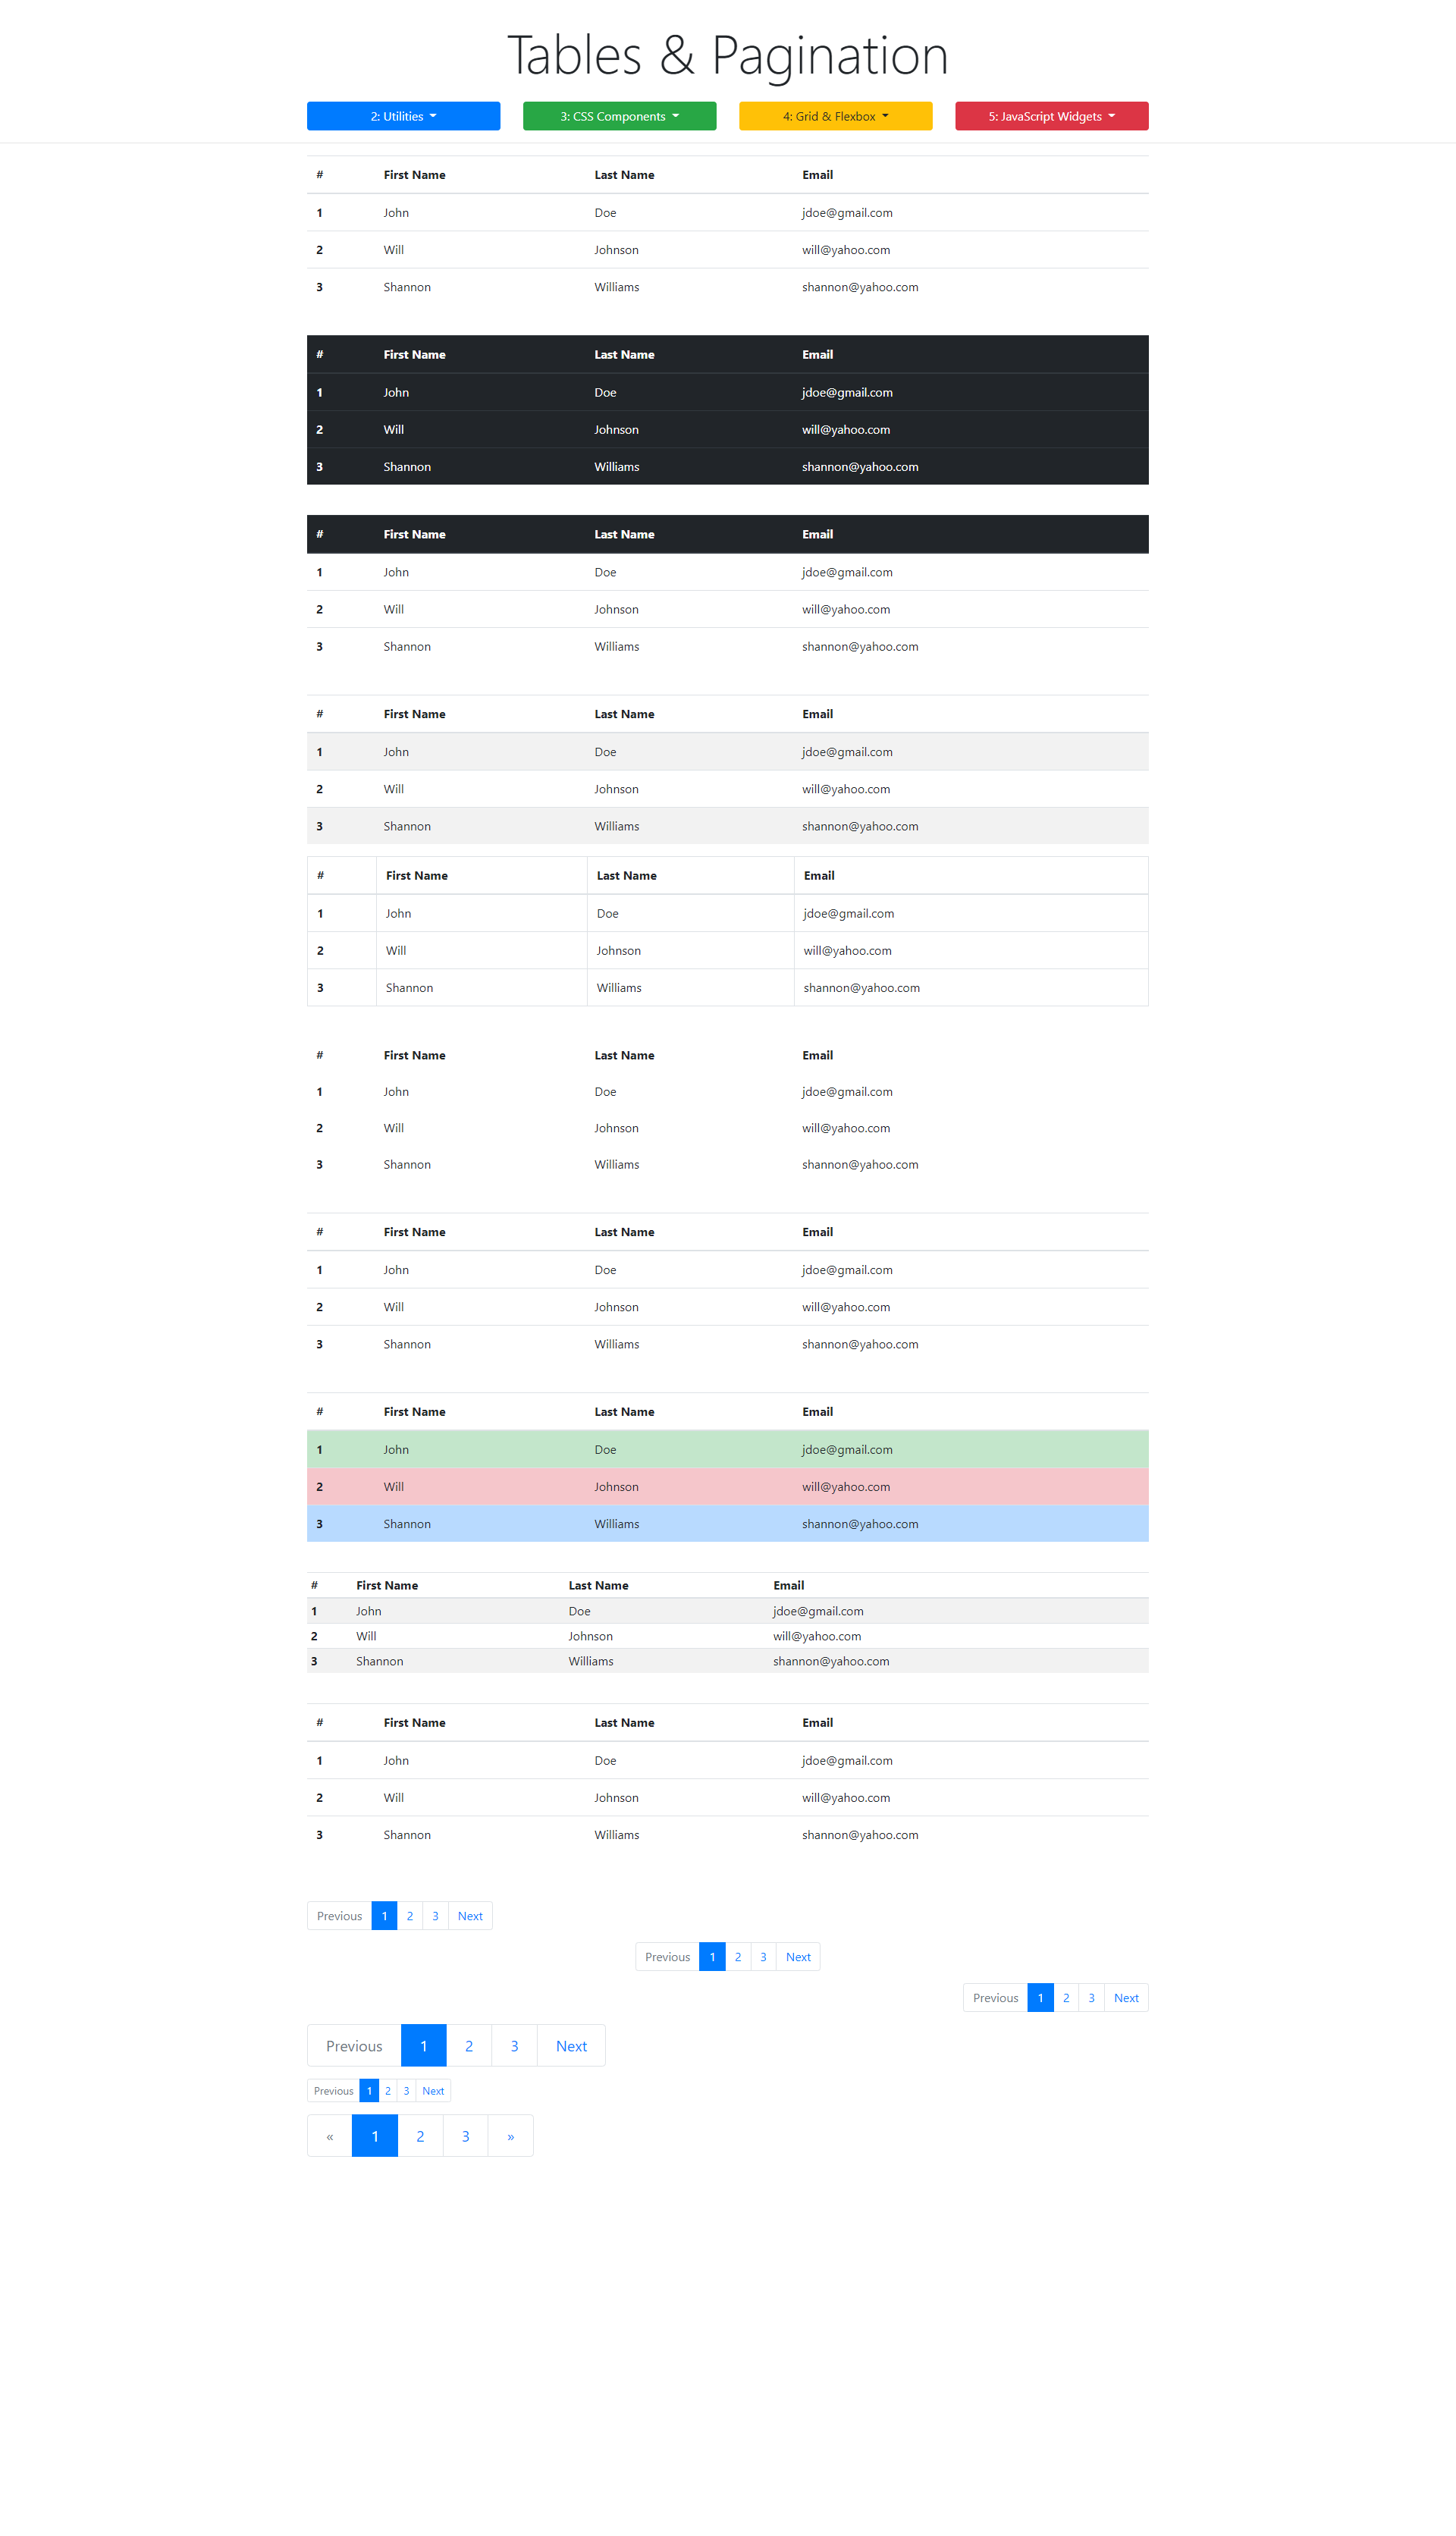 Tables & Pagination
2: Utilities 3: CSS Components 4: Grid & Flexbox 5: JavaScript Widgets
# First Name Last Name Email
1 John Doe jdoe@gmail.com
2 Will Johnson will@yahoo.com
3 Shannon Williams shannon@yahoo.com
# First Name Last Name Email
1 John Doe jdoe@gmail.com
2 Will Johnson will@yahoo.com
3 Shannon Williams shannon@yahoo.com
# First Name Last Name Email
1 John Doe jdoe@gmail.com
2 Will Johnson will@yahoo.com
3 Shannon Williams shannon@yahoo.com
# First Name Last Name Email
1 John Doe jdoe@gmail.com
2 Will Johnson will@yahoo.com
3 Shannon Williams shannon@yahoo.com
# First Name Last Name Email
1 John Doe jdoe@gmail.com
2 Will Johnson will@yahoo.com
3 Shannon Williams shannon@yahoo.com
# First Name Last Name Email
1 John Doe jdoe@gmail.com
2 Will Johnson will@yahoo.com
3 Shannon Williams shannon@yahoo.com
# First Name Last Name Email
1 John Doe jdoe@gmail.com
2 Will Johnson will@yahoo.com
3 Shannon Williams shannon@yahoo.com
# First Name Last Name Email
1 John Doe jdoe@gmail.com
2 Will Johnson will@yahoo.com
3 Shannon Williams shannon@yahoo.com
# First Name Last Name Email
1 John Doe jdoe@gmail.com
2 Will Johnson will@yahoo.com
3 Shannon Williams shannon@yahoo.com
# First Name Last Name Email
1 John Doe jdoe@gmail.com
2 Will Johnson will@yahoo.com
3 Shannon Williams shannon@yahoo.com
Previous 1 2 3 Next
Previous 1 2 3 Next
Previous 1 2 3 Next
Previous 1 2 3 Next
Previous 1 2 3 Next
« 1 2 3 »